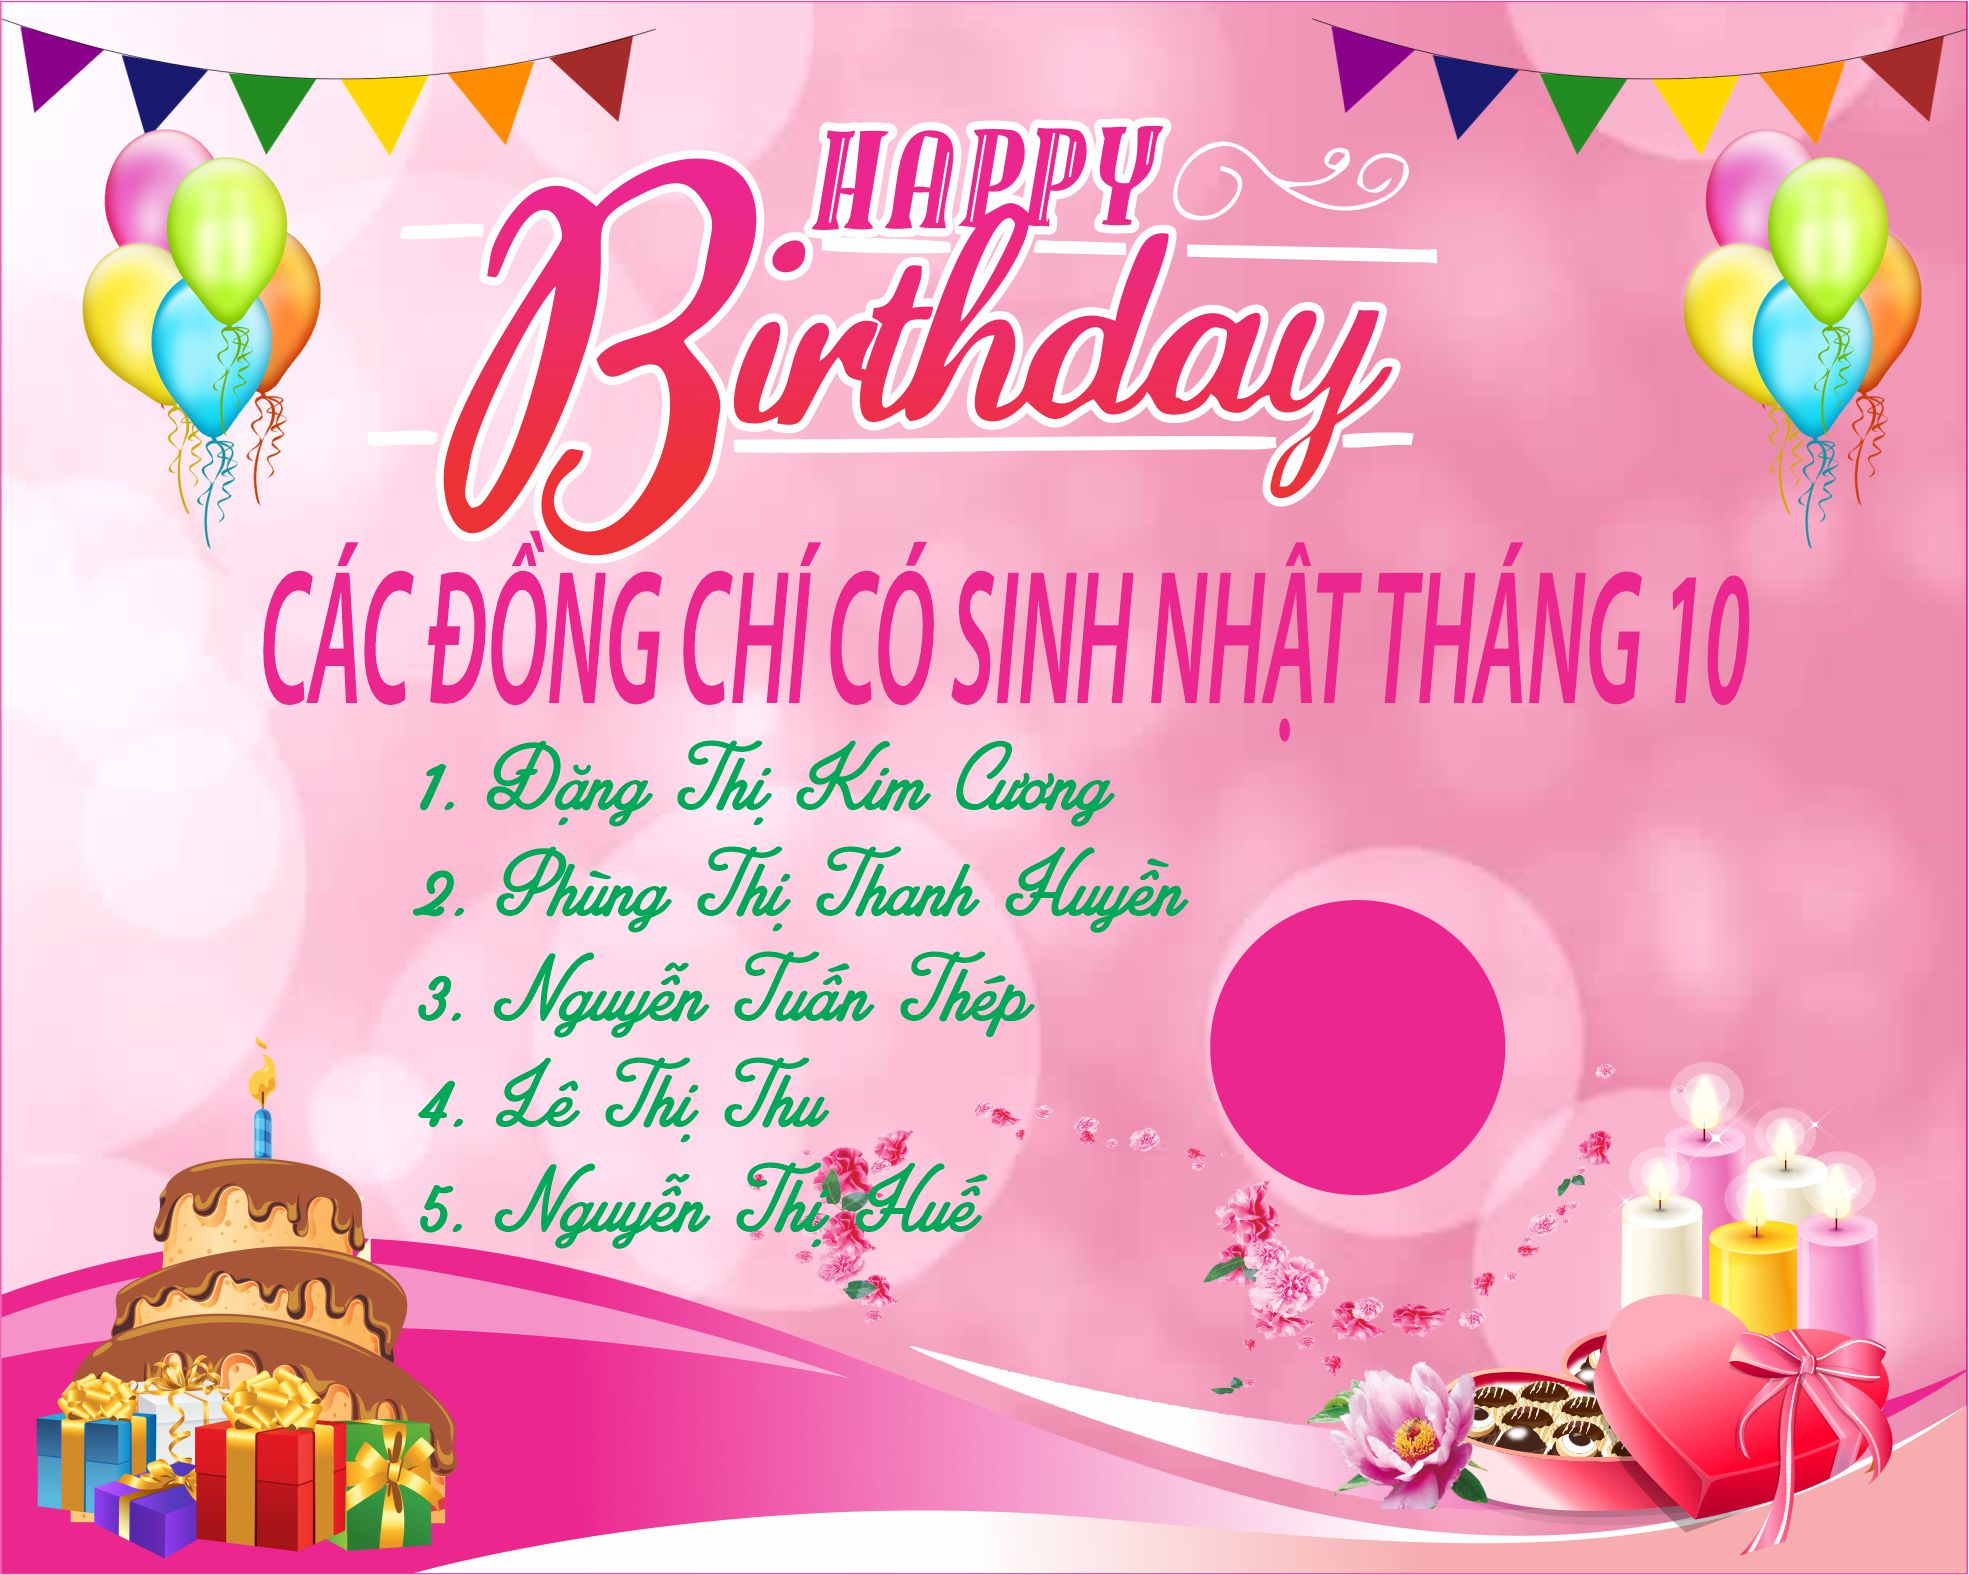 HAPPY
Birthday
CÁC ĐỒNG CHÍ CÓ SINH NHẬT THÁNG 10
1. Đặng Thị Kim Cương
2. Phùng Thị Thanh Huyền
3. Nguyễn Tuấn Thép
4. Lê Thị Thu
5. Nguyễn Thị Huế